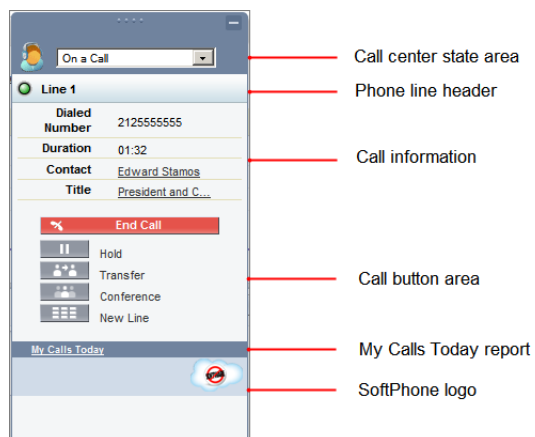 On a Call
Call center state area
Line 1
Phone line header
Dialed
Number
2125555555
Duration 01:32
Call information
Contact Edward Stamos
Title President and C...
End Call
Hold
Transfer
Call button area
Conference
New Line
My Calls Today
My Calls Today report
SoftPhone logo